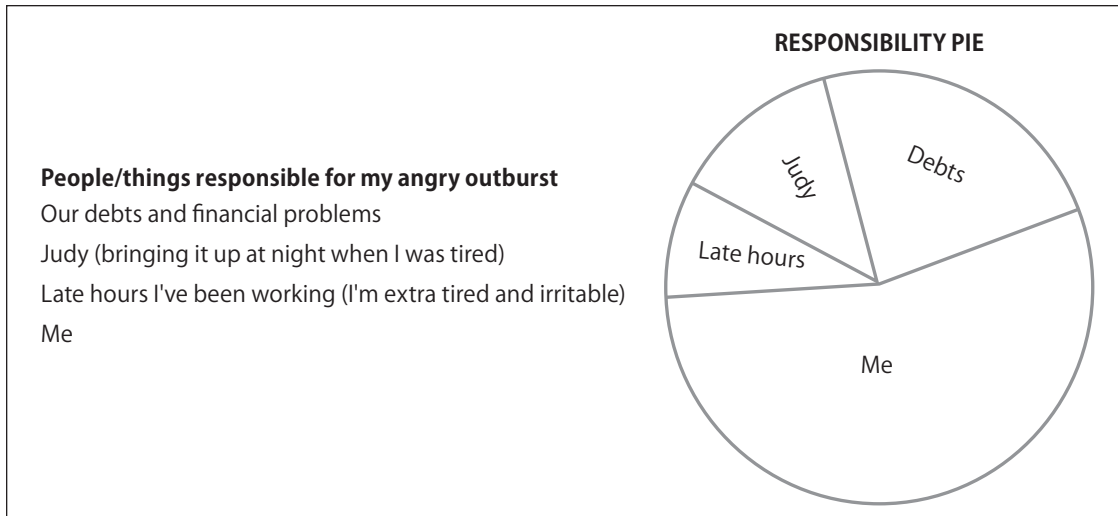 RESPONSIBILITY PIE
People/things responsible for my angry outburst
Our debts and financial problems
Judy (bringing it up at night when I was tired)
Late hours I've been working (I'm extra tired and irritable)
Me
Judy
Debts
Late hours
Me